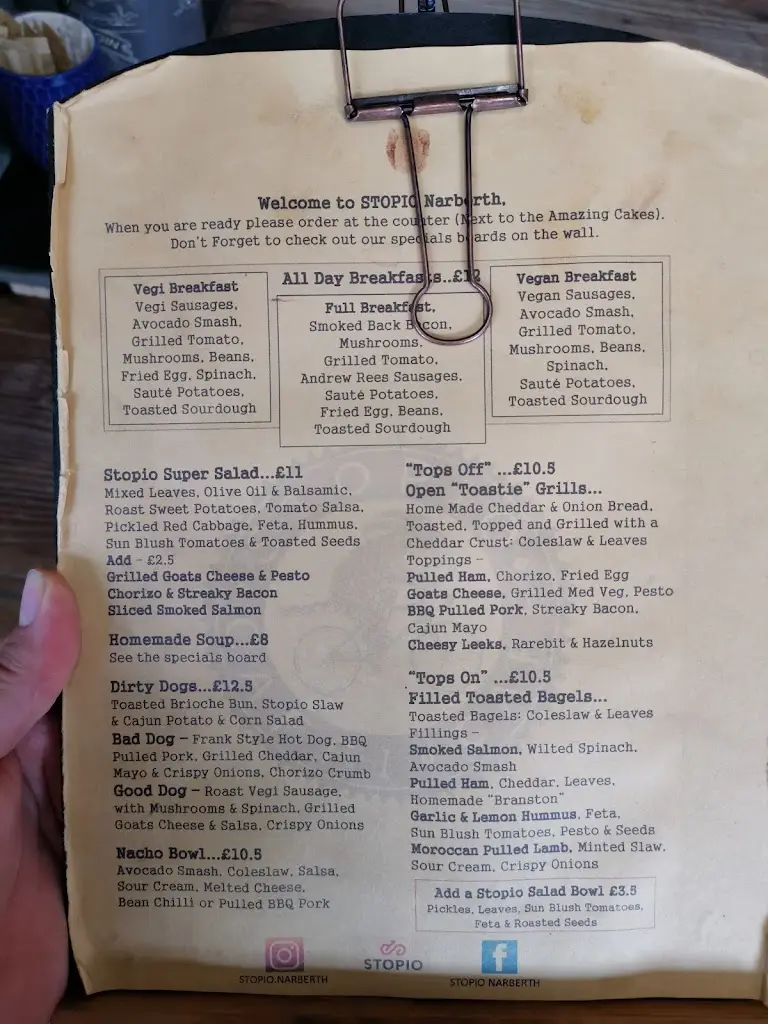 Welcome to STOPIO Narberth,
When you are ready please order at the counter (Next to the Amazing Cakes).
Don't Forget to check out our specials boards on the wall.
All Day Breakfasts..£12
Vegi Breakfast
Vegi Sausages,
Avocado Smash,
Grilled Tomato,
Mushrooms, Beans,
Fried Egg, Spinach,
Sauté Potatoes,
Toasted Sourdough
Full Breakfast,
Smoked Back Bacon,
Mushrooms,
Grilled Tomato,
Andrew Rees Sausages,
Sauté Potatoes,
Fried Egg, Beans,
Toasted Sourdough
Vegan Breakfast
Vegan Sausages,
Avocado Smash,
Grilled Tomato,
Mushrooms, Beans,
Spinach,
Sauté Potatoes,
Toasted Sourdough
Stopio Super Salad...£11
Mixed Leaves, Olive Oil & Balsamic,
Roast Sweet Potatoes, Tomato Salsa,
Pickled Red Cabbage, Feta, Hummus,
Sun Blush Tomatoes & Toasted Seeds
Add - £2.5
Grilled Goats Cheese & Pesto
Chorizo & Streaky Bacon
Sliced Smoked Salmon
Homemade Soup...£8
See the specials board
Dirty Dogs...£12.5
Toasted Brioche Bun, Stopio Slaw
& Cajun Potato & Corn Salad
Bad Dog – Frank Style Hot Dog, BBQ
Pulled Pork, Grilled Cheddar, Cajun
Mayo & Crispy Onions, Chorizo Crumb
Good Dog – Roast Vegi Sausage,
with Mushrooms & Spinach, Grilled
Goats Cheese & Salsa, Crispy Onions
Nacho Bowl...£10.5
Avocado Smash, Coleslaw, Salsa,
Sour Cream, Melted Cheese,
Bean Chilli or Pulled BBQ Pork
"Tops Off" ...£10.5
Open "Toastie" Grills...
Home Made Cheddar & Onion Bread,
Toasted, Topped and Grilled with a
Cheddar Crust: Coleslaw & Leaves
Toppings –
Pulled Ham, Chorizo, Fried Egg
Goats Cheese, Grilled Med Veg, Pesto
BBQ Pulled Pork, Streaky Bacon,
Cajun Mayo
Cheesy Leeks, Rarebit & Hazelnuts
"Tops On" ...£10.5
Filled Toasted Bagels...
Toasted Bagels: Coleslaw & Leaves
Fillings –
Smoked Salmon, Wilted Spinach,
Avocado Smash
Pulled Ham, Cheddar, Leaves,
Homemade "Branston"
Garlic & Lemon Hummus, Feta,
Sun Blush Tomatoes, Pesto & Seeds
Moroccan Pulled Lamb, Minted Slaw,
Sour Cream, Crispy Onions
Add a Stopio Salad Bowl £3.5
Pickles, Leaves, Sun Blush Tomatoes,
Feta & Roasted Seeds
STOPIO.NARBERTH
STOPIO
STOPIO NARBERTH